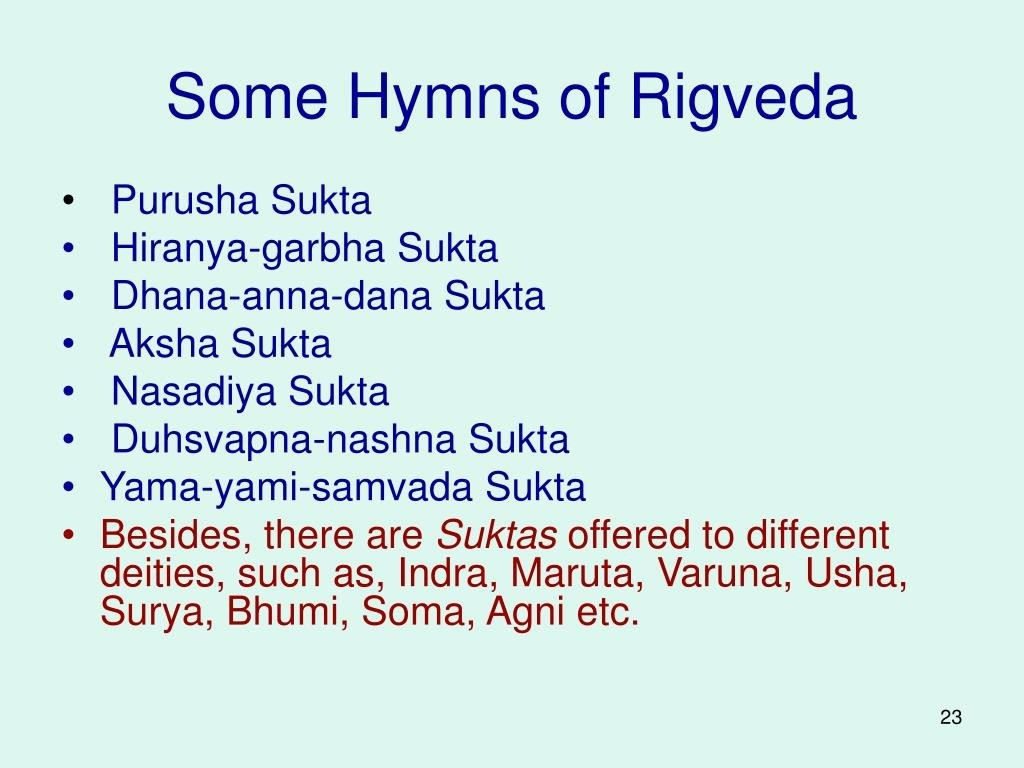 Some Hymns of Rigveda
• Purusha Sukta
• Hiranya-garbha Sukta
• Dhana-anna-dana Sukta
• Aksha Sukta
• Nasadiya Sukta
• Duhsvapna-nashna Sukta
• Yama-yami-samvada Sukta
• Besides, there are Suktas offered to different
deities, such as, Indra, Maruta, Varuna, Usha,
Surya, Bhumi, Soma, Agni etc.
23